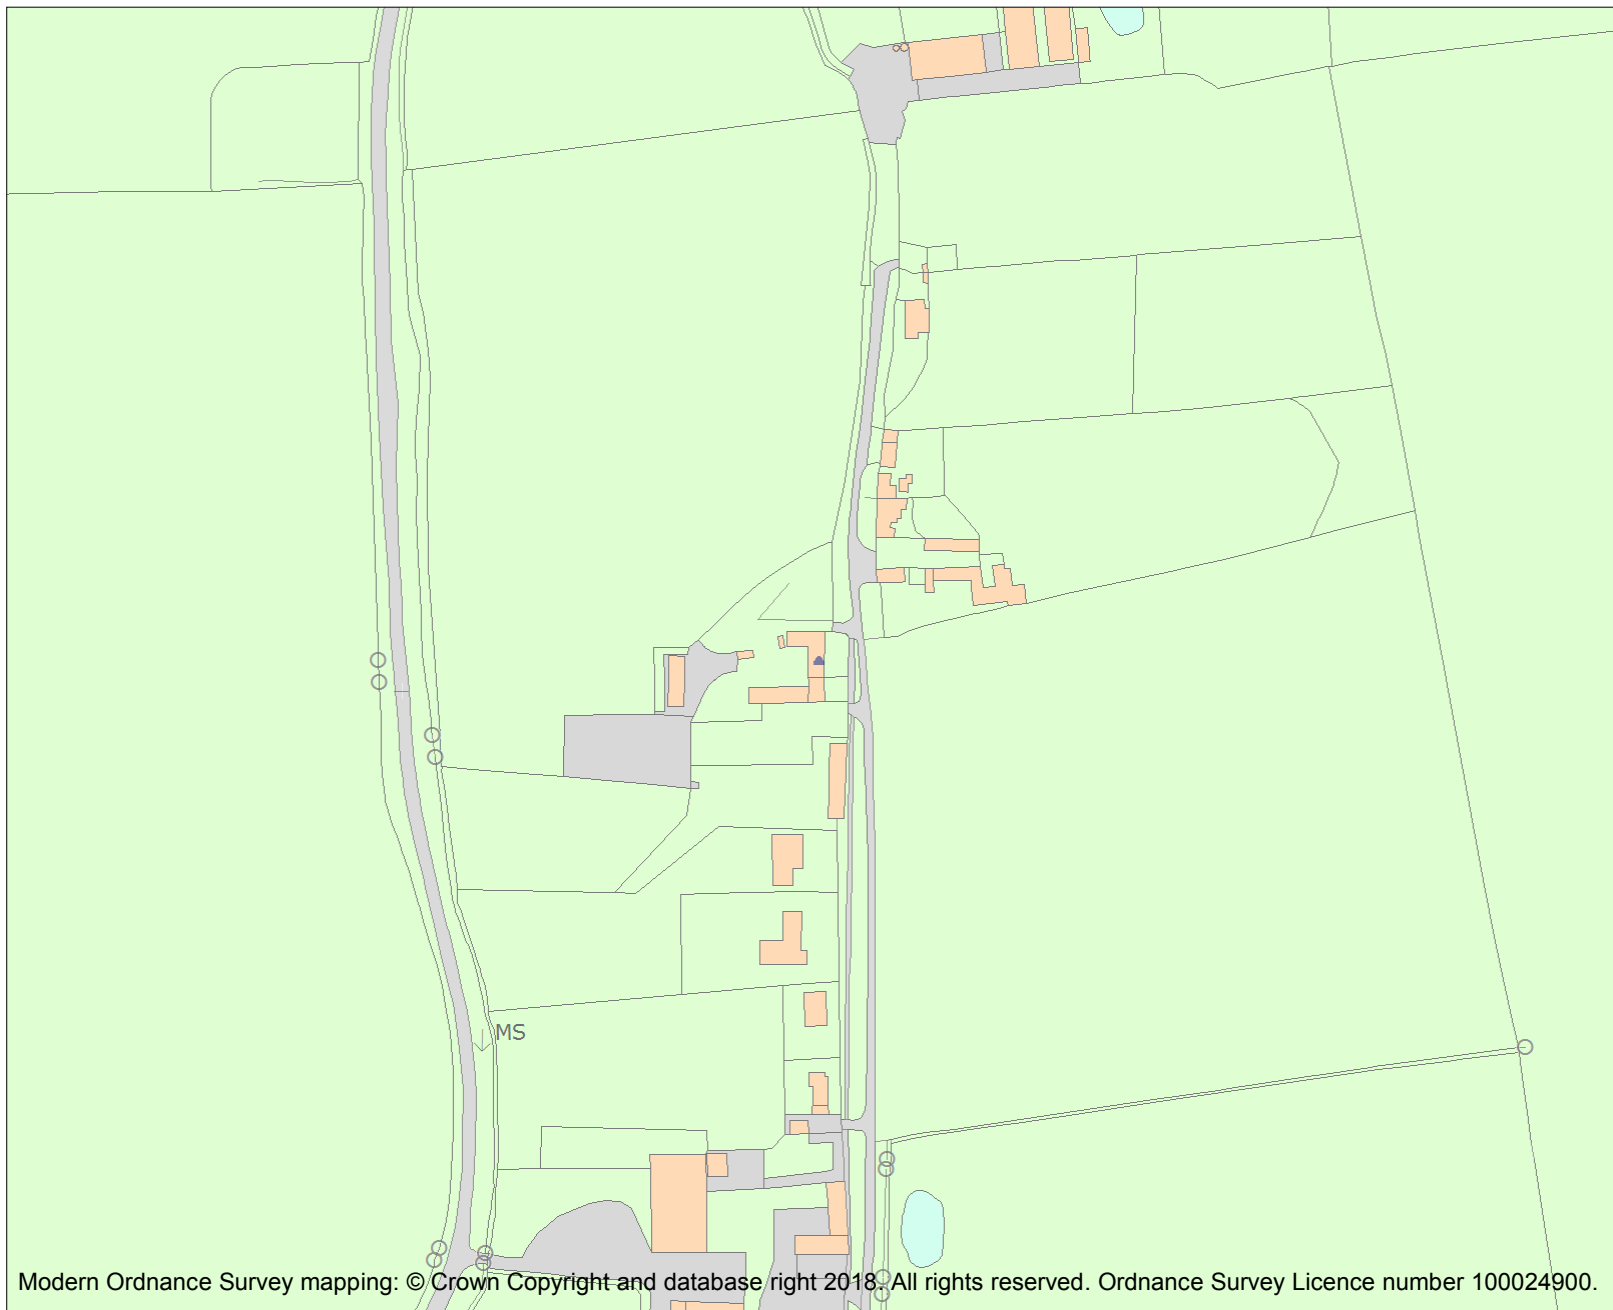 MS
Modern Ordnance Survey mapping: © Crown Copyright and database right 2018. All rights reserved. Ordnance Survey Licence number 100024900.